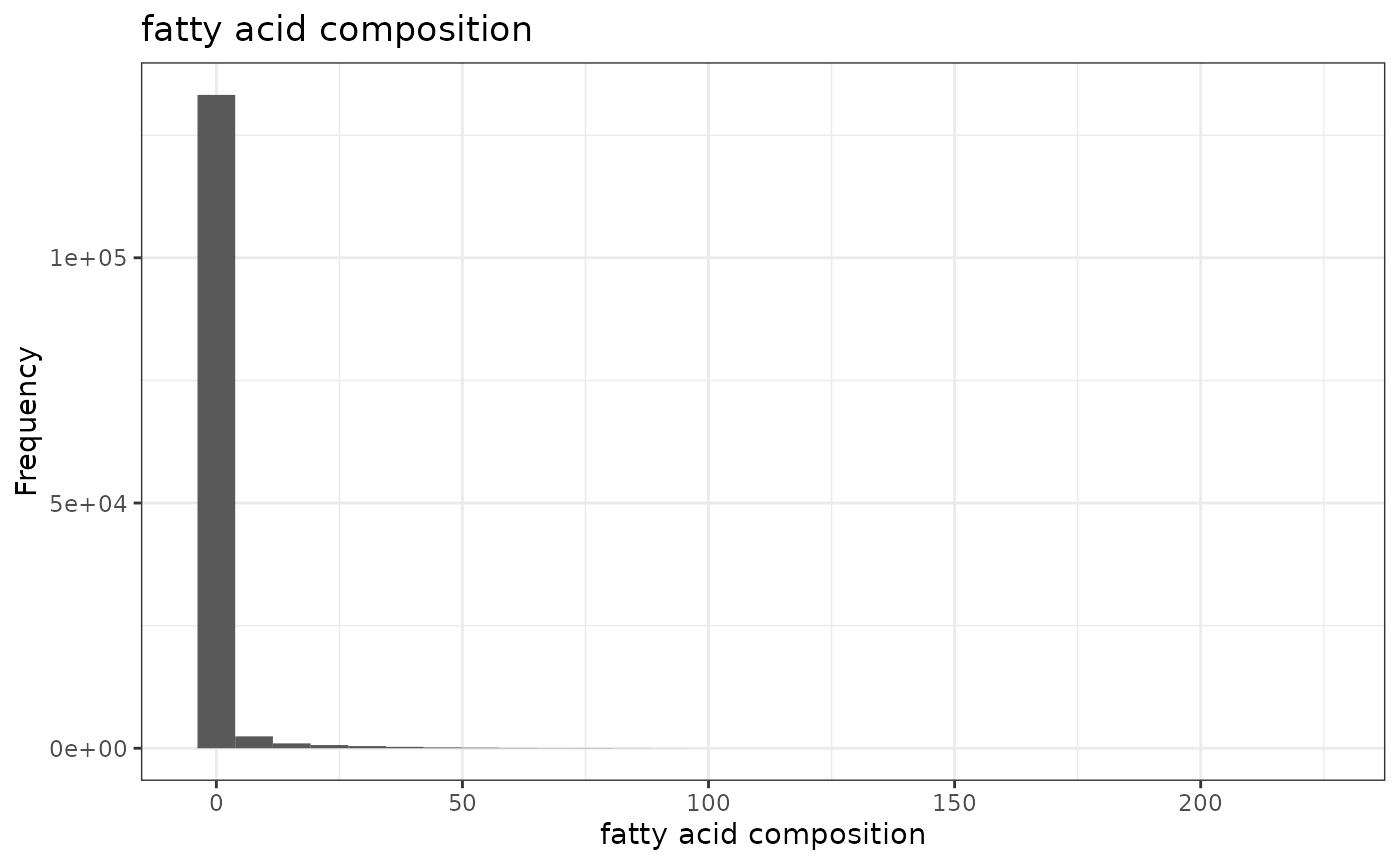 fatty acid composition
Frequency
1e+05
5e+04
0e+00
0 50 100 150 200
fatty acid composition